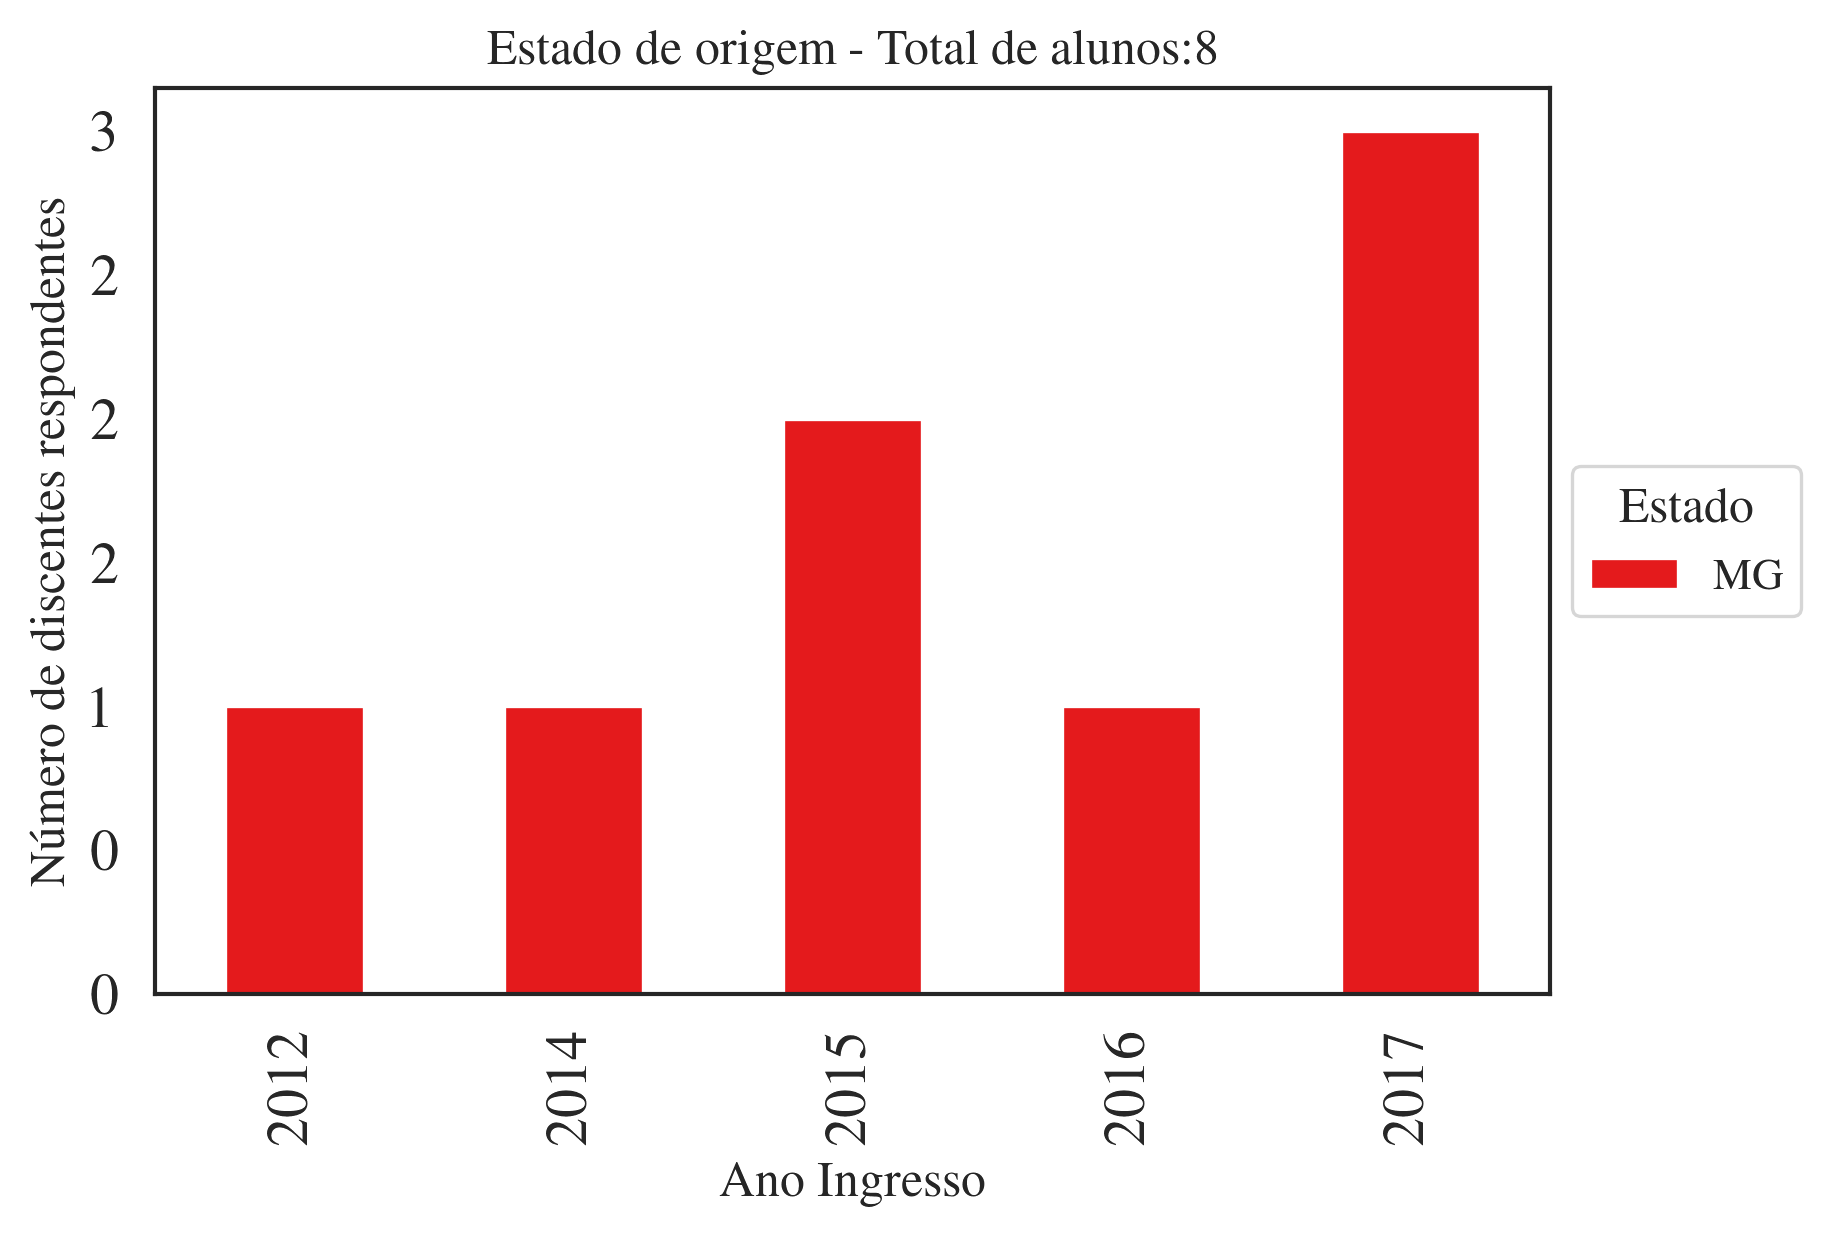 Estado de origem - Total de alunos:8
Número de discentes respondentes
3
2
2
2
1
0
0
2012
2014
2015
2016
2017
Ano Ingresso
Estado
MG